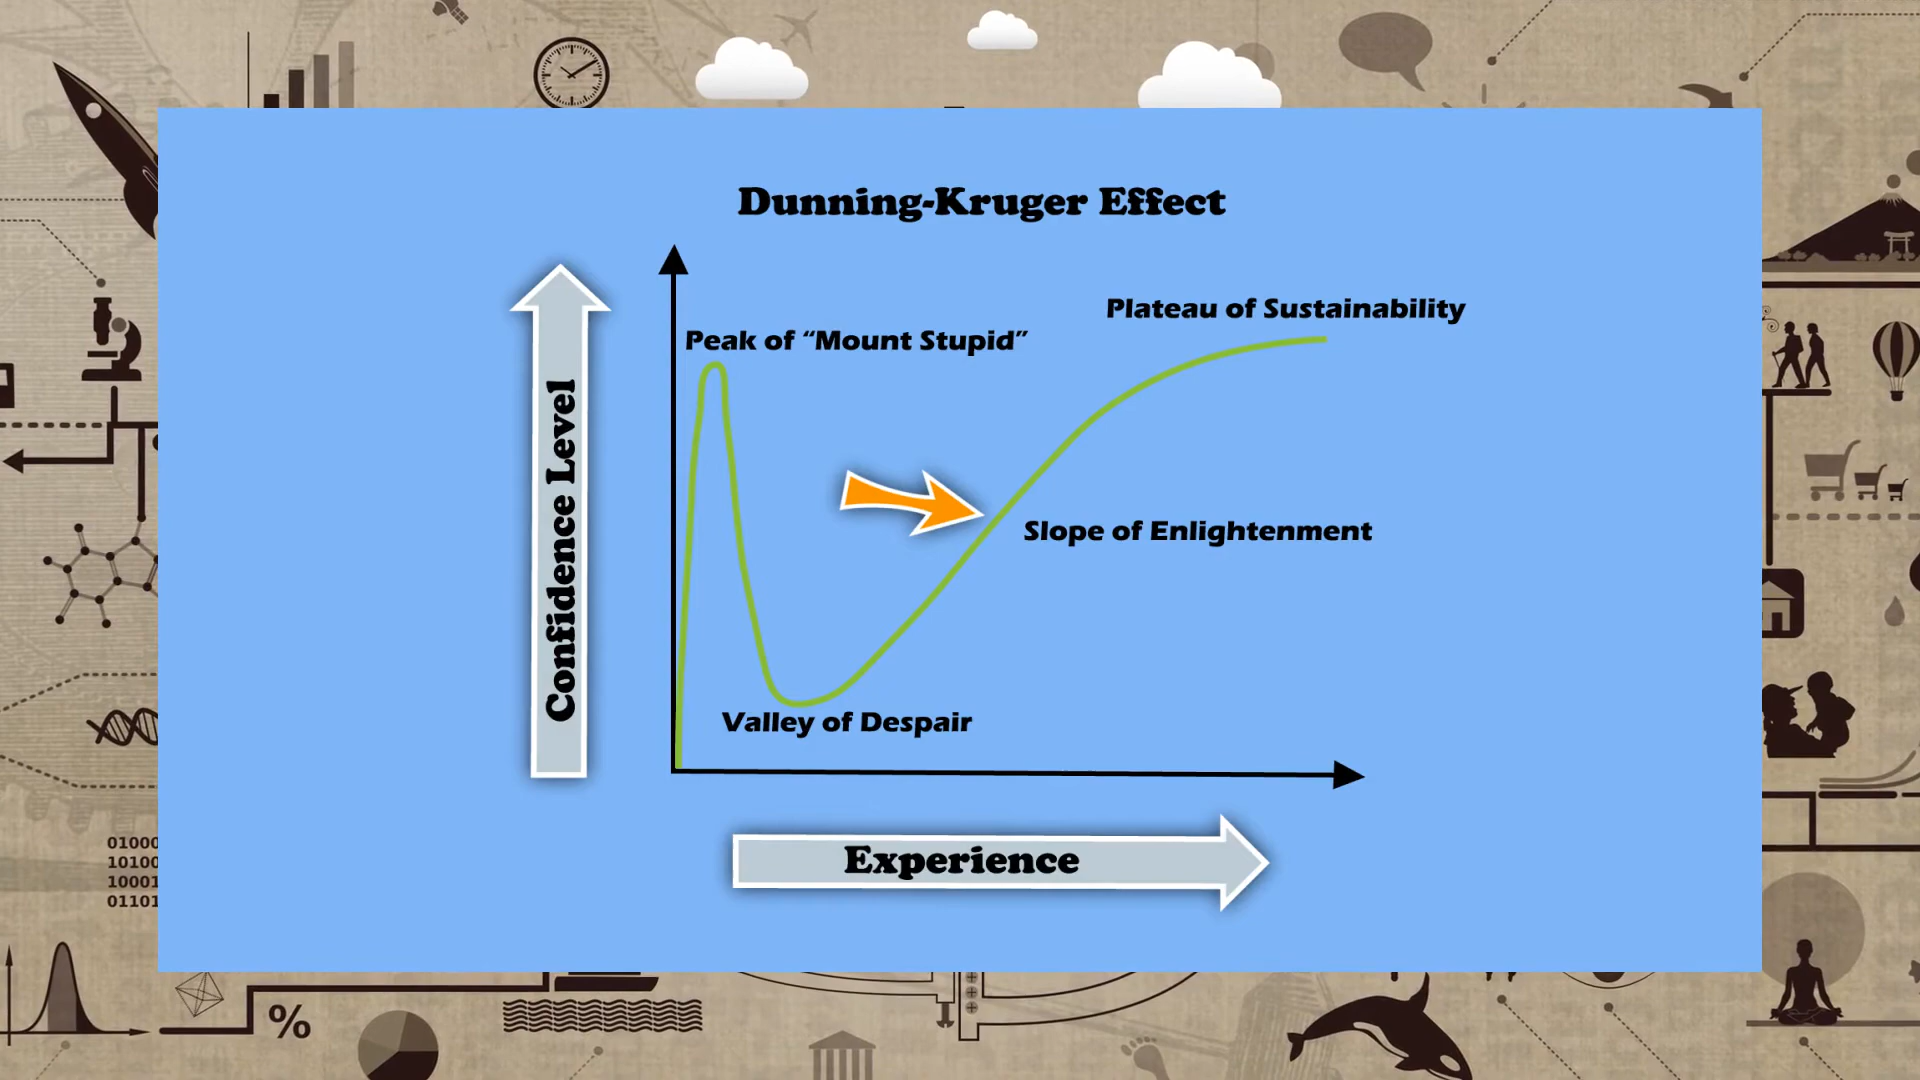 Dunning-Kruger Effect
Plateau of Sustainability
Peak of “Mount Stupid”
Confidence Level
Slope of Enlightenment
Valley of Despair
Experience
01000
10100
10001
01101
%